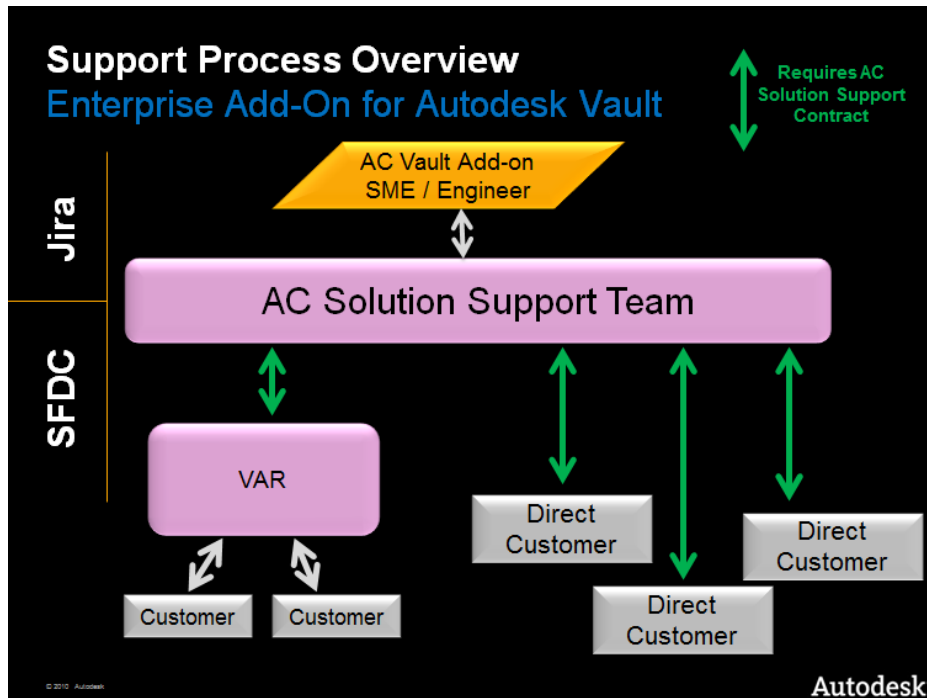 Support Process Overview
Enterprise Add-On for Autodesk Vault
Requires AC
Solution Support
Contract
Jira
AC Vault Add-on
SME / Engineer
AC Solution Support Team
SFDC
VAR
Direct
Customer
Direct
Customer
Direct
Customer
Customer
Customer
© 2010 Autodesk
Autodesk